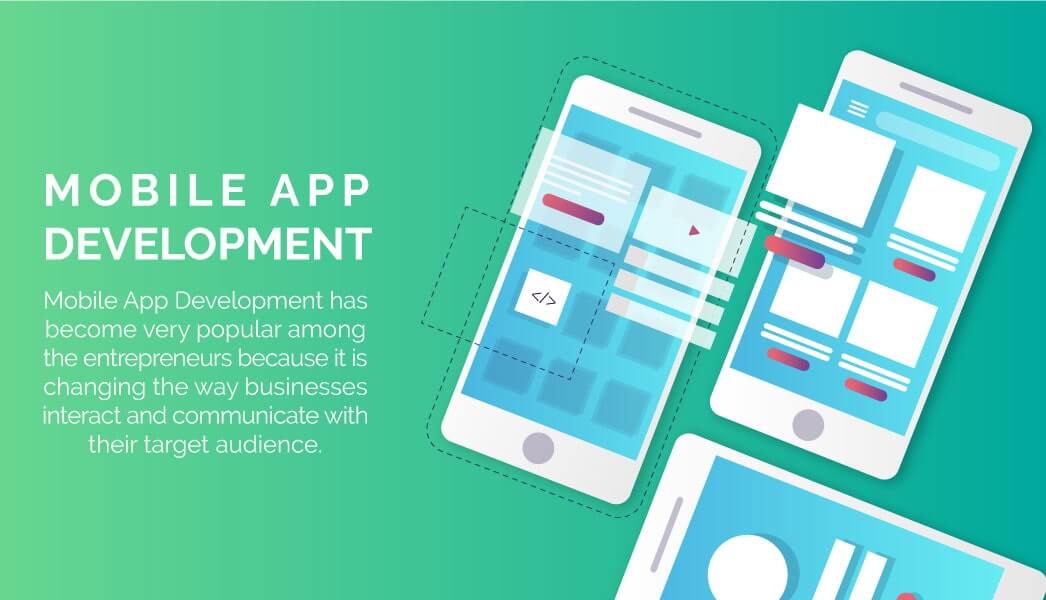 MOBILE APP
DEVELOPMENT
Mobile App Development has
become very popular among
the entrepreneurs because it is
changing the way businesses
interact and communicate with
their target audience.
</>